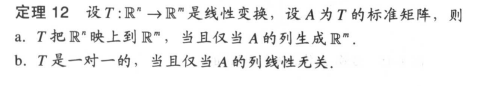 定理 12 设 T：ℝⁿ → ℝᵐ 是线性变换，设 A 为 T 的标准矩阵，则
a. T 把 ℝⁿ 映上到 ℝᵐ，当且仅当 A 的列生成 ℝᵐ.
b. T 是一对一的，当且仅当 A 的列线性无关.